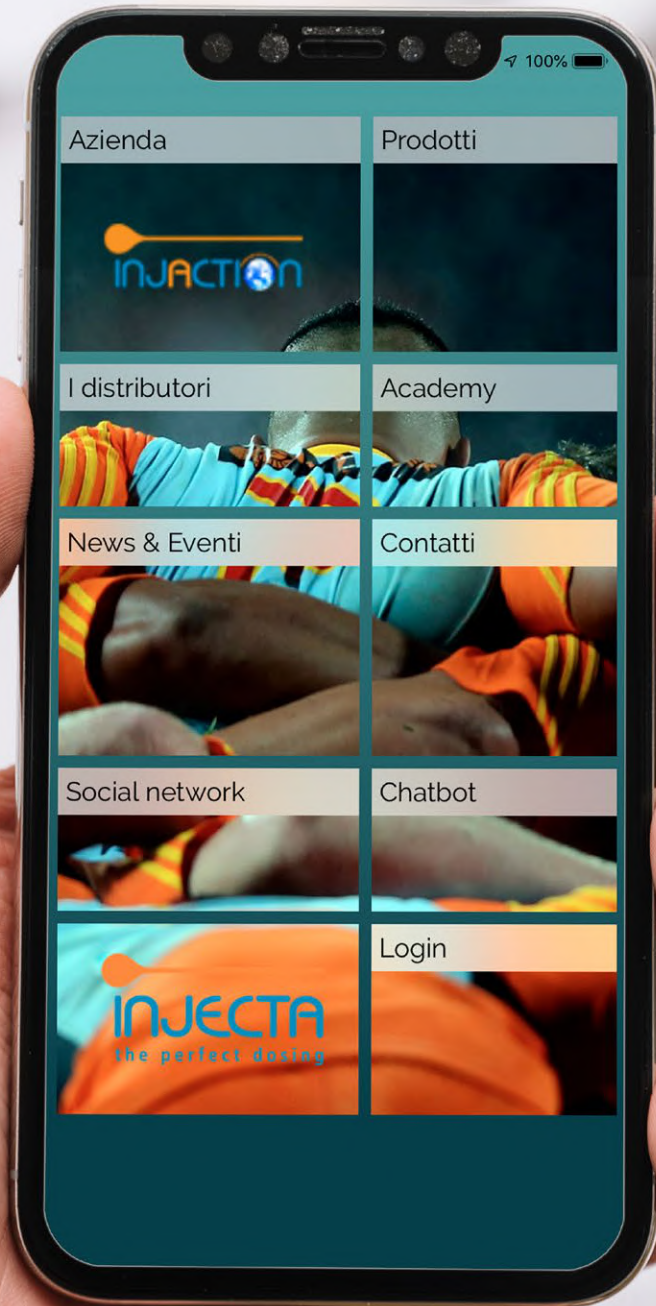 100%
Azienda
Prodotti
INJACTION
I distributori
Academy
News & Eventi
Contatti
Social network
Chatbot
INJECTA
the perfect dosing
Login